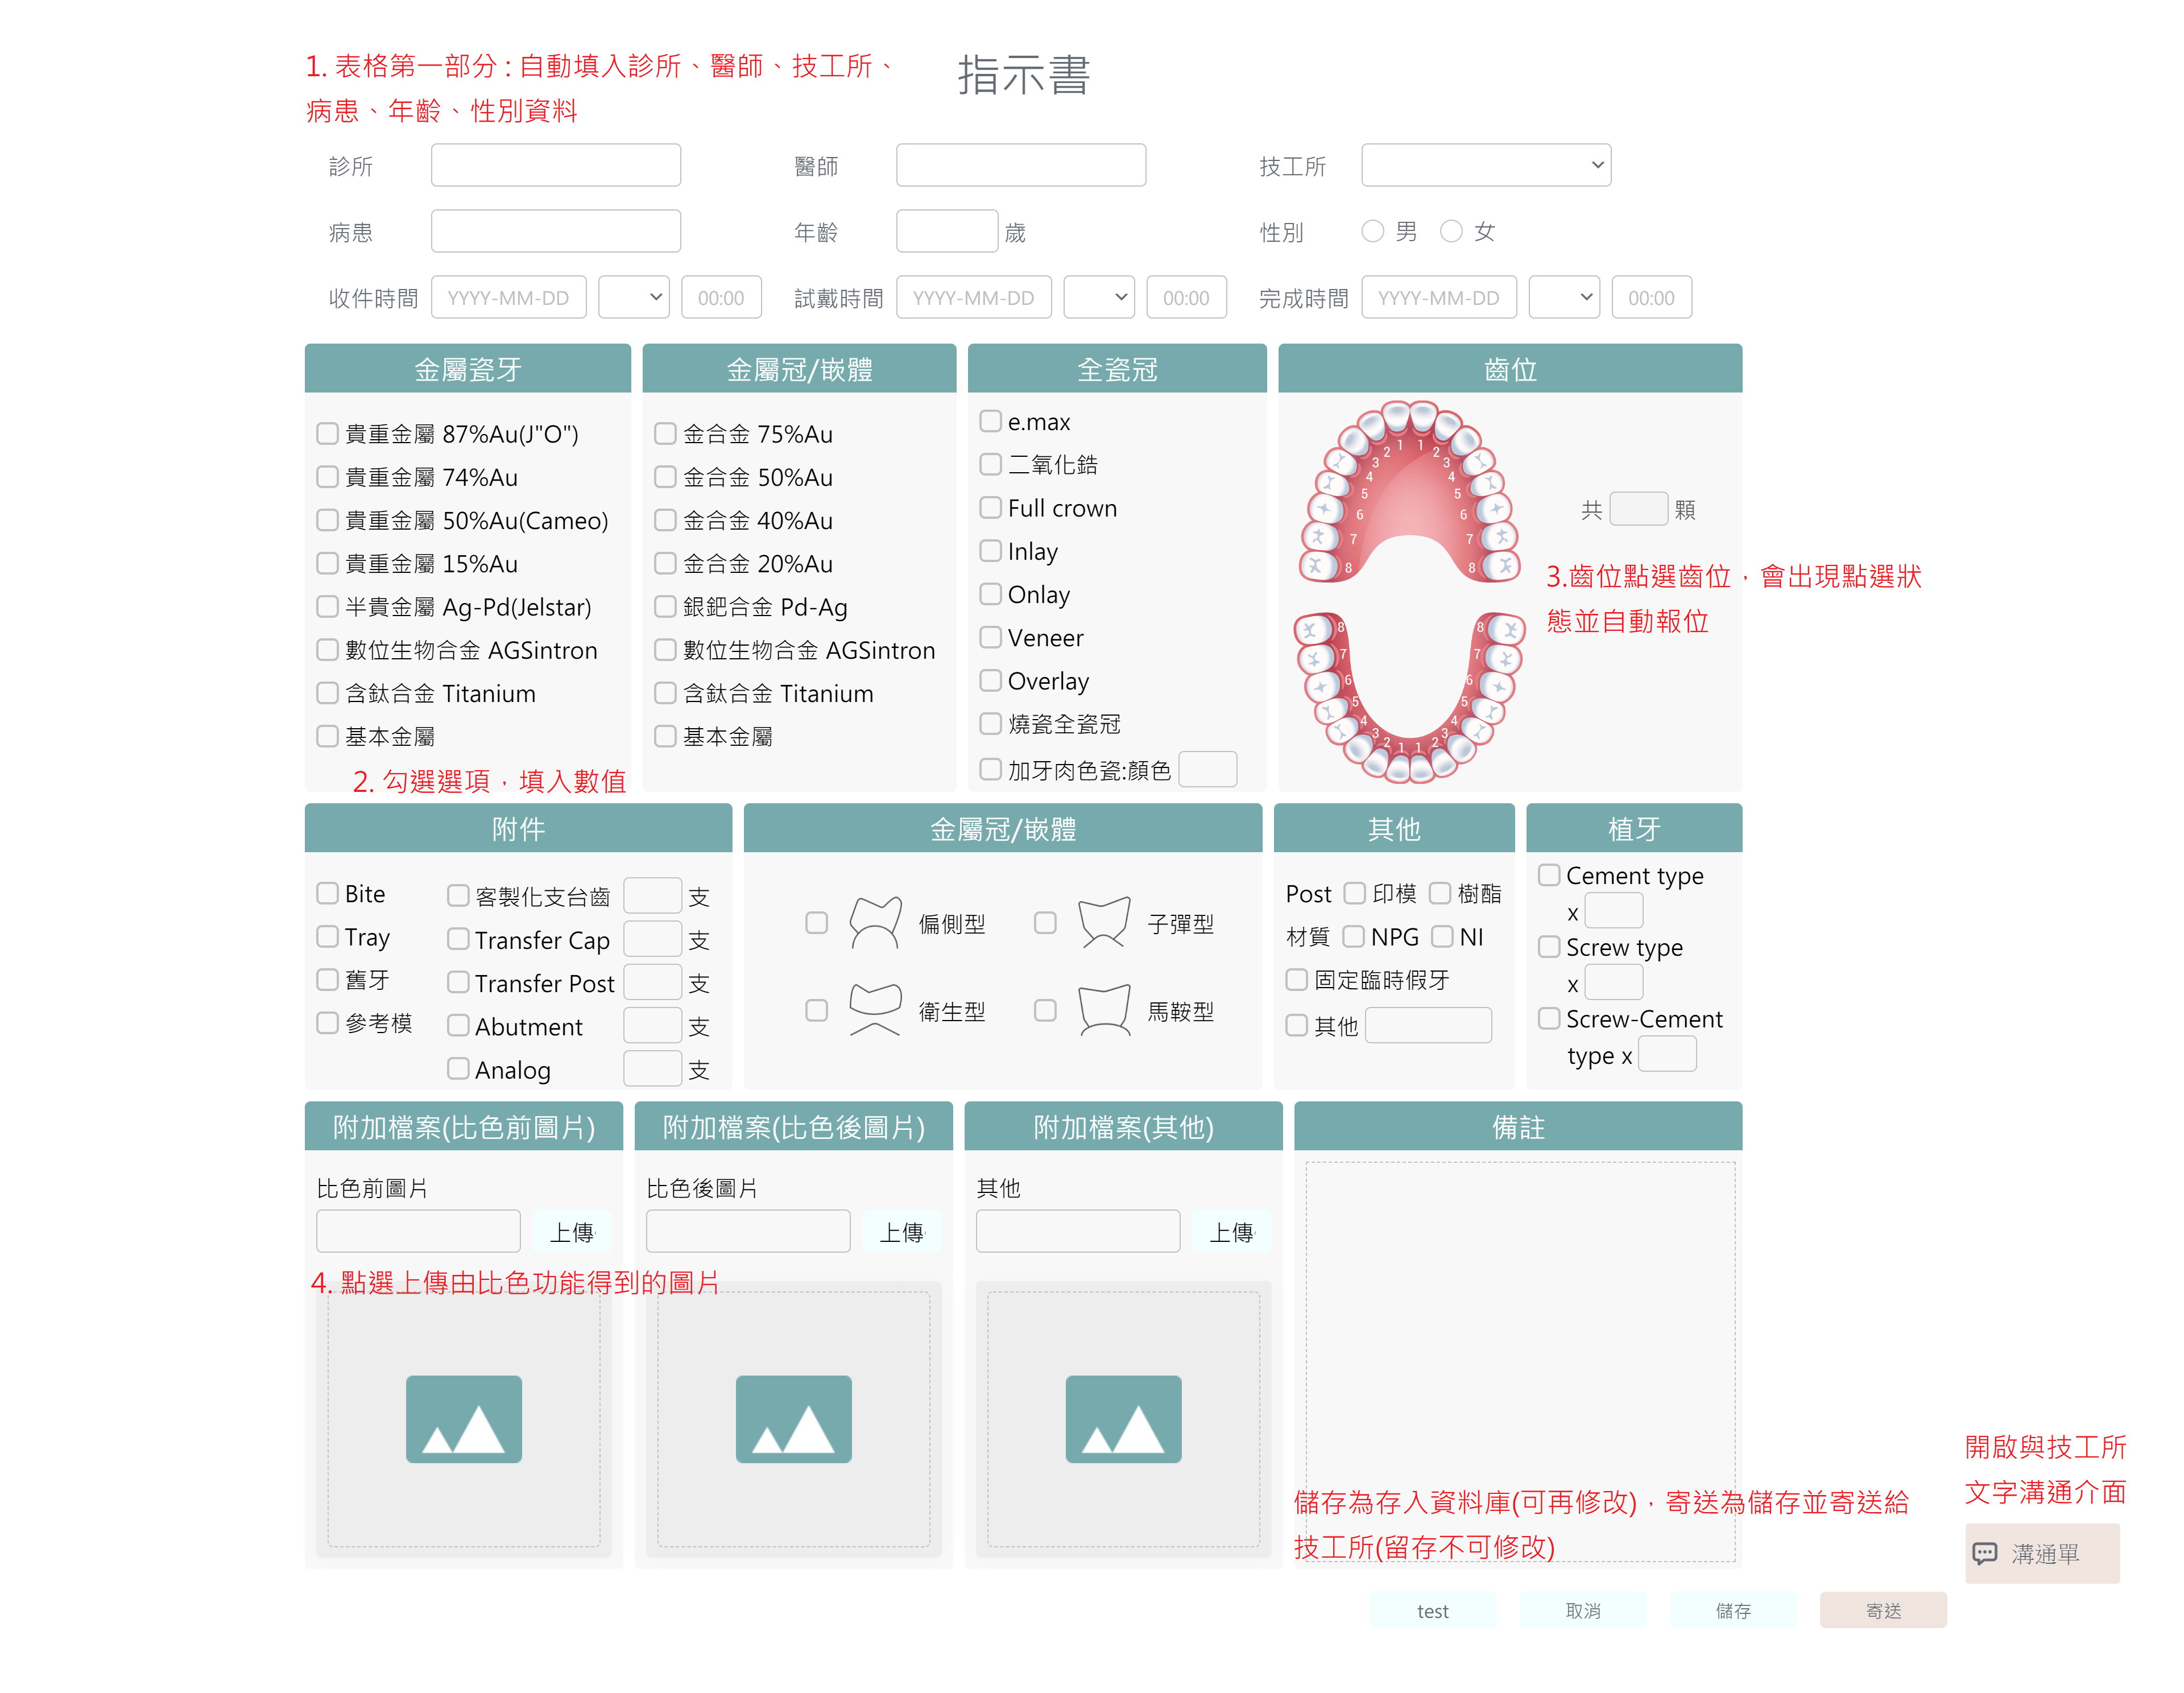 1. 表格第一部分 : 自動填入診所、醫師、技工所、
病患、年齡、性別資料
指示書
診所 醫師 技工所
病患 年齡 歲 性別 男 女
收件時間 YYYY-MM-DD 00:00 試戴時間 YYYY-MM-DD 00:00 完成時間 YYYY-MM-DD 00:00
金屬瓷牙
貴重金屬 87%Au(J"O")
貴重金屬 74%Au
貴重金屬 50%Au(Cameo)
貴重金屬 15%Au
半貴金屬 Ag-Pd(Jelstar)
數位生物合金 AGSintron
含鈦合金 Titanium
基本金屬
2. 勾選選項，填入數值
金屬冠/嵌體
金合金 75%Au
金合金 50%Au
金合金 40%Au
金合金 20%Au
銀鈀合金 Pd-Ag
數位生物合金 AGSintron
含鈦合金 Titanium
基本金屬
全瓷冠
e.max
二氧化鋯
Full crown
Inlay
Onlay
Veneer
Overlay
燒瓷全瓷冠
加牙肉色瓷:顏色
齒位
1 1
2 2
3 3
4 4
5 5
6 6
7 7
8 8
共 顆
3.齒位點選齒位，會出現點選狀
態並自動報位
8 8
7 7
6 6
5 5
4 4
3 3
2 1 1 2
附件
Bite
Tray
舊牙
參考模
客製化支台齒 支
Transfer Cap 支
Transfer Post 支
Abutment 支
Analog 支
金屬冠/嵌體
偏側型 子彈型
衛生型 馬鞍型
其他
Post 印模 樹酯
材質 NPG NI
固定臨時假牙
其他
植牙
Cement type
x
Screw type
x
Screw-Cement
type x
附加檔案(比色前圖片)
比色前圖片
上傳
附加檔案(比色後圖片)
比色後圖片
上傳
附加檔案(其他)
其他
上傳
4. 點選上傳由比色功能得到的圖片
備註
儲存為存入資料庫(可再修改)，寄送為儲存並寄送給
技工所(留存不可修改)
開啟與技工所
文字溝通介面
溝通單
test 取消 儲存 寄送